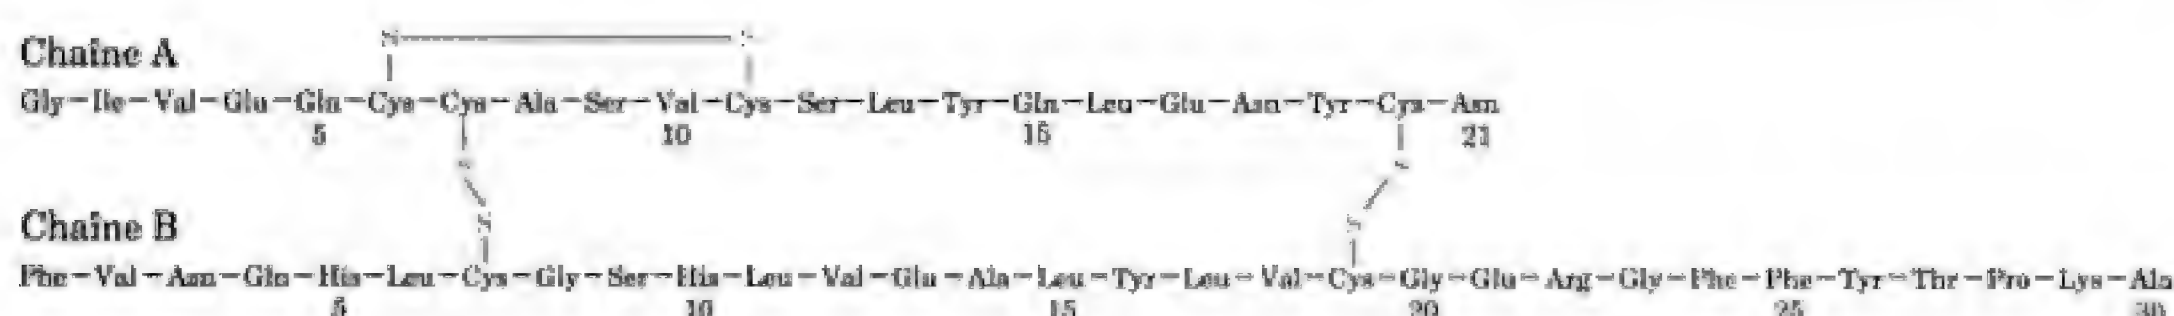 S S
Chaîne A
Gly-Ile-Val-Glu-Gln-Cys-Cys-Ala-Ser-Val-Cys-Ser-Leu-Tyr-Gln-Leu-Glu-Asn-Tyr-Cys-Asn
5 10 15 21
S S
S S
Chaîne B
Phe-Val-Asn-Gln-His-Leu-Cys-Gly-Ser-His-Leu-Val-Glu-Ala-Leu-Tyr-Leu-Val-Cys-Gly-Glu-Arg-Gly-Phe-Phe-Tyr-Thr-Pro-Lys-Ala
5 10 15 20 25 30